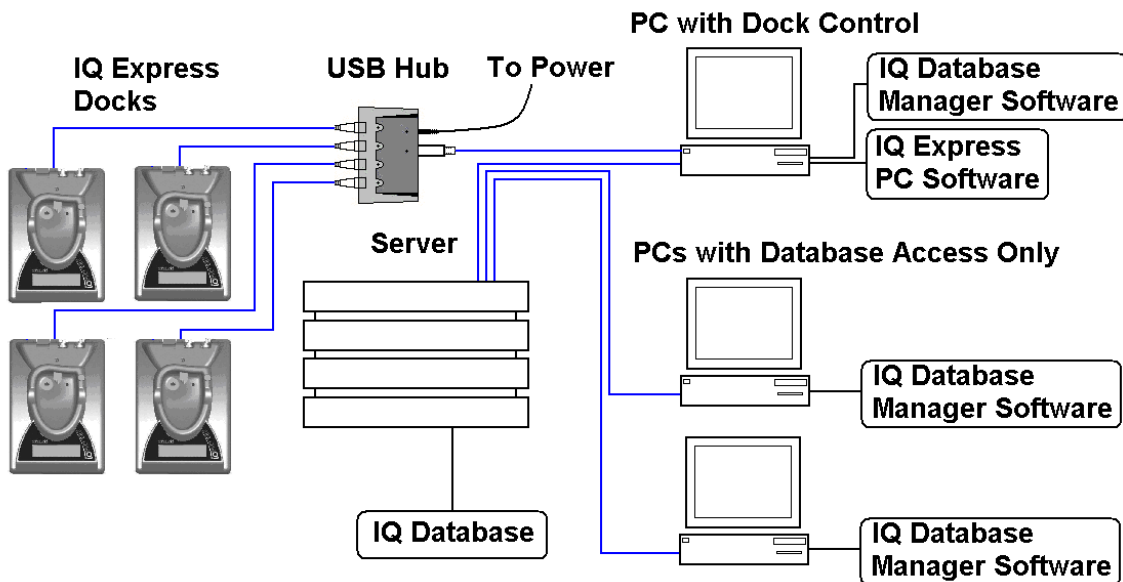 PC with Dock Control
IQ Express
Docks
USB Hub
To Power
IQ Database
Manager Software
IQ Express
PC Software
Server
PCs with Database Access Only
IQ Database
Manager Software
IQ Database
IQ Database
Manager Software